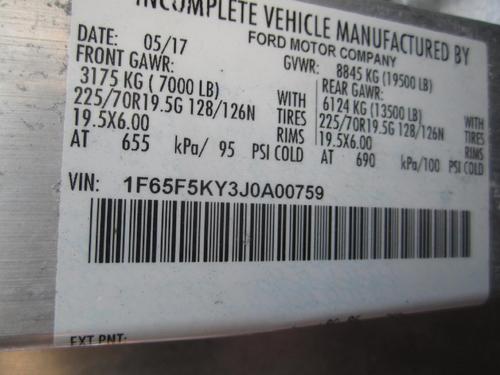 INCOMPLETE VEHICLE MANUFACTURED BY
FORD MOTOR COMPANY
DATE: 05/17
GVWR: 8845 KG (19500 LB)
FRONT GAWR:
3175 KG ( 7000 LB) WITH
225/70R19.5G 128/126N TIRES
19.5X6.00 RIMS
AT 655 kPa/ 95 PSI COLD
REAR GAWR:
6124 KG (13500 LB) WITH
225/70R19.5G 128/126N TIRES
19.5X6.00 RIMS
AT 690 kPa/100 PSI COLD
VIN: 1F65F5KY3J0A00759
EXT PNT: